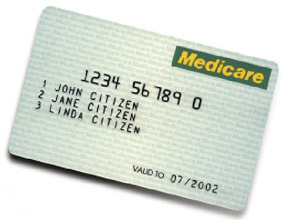 Medicare
1234 56789 0
1 JOHN CITIZEN
2 JANE CITIZEN
3 LINDA CITIZEN
VALID TO 07/2002